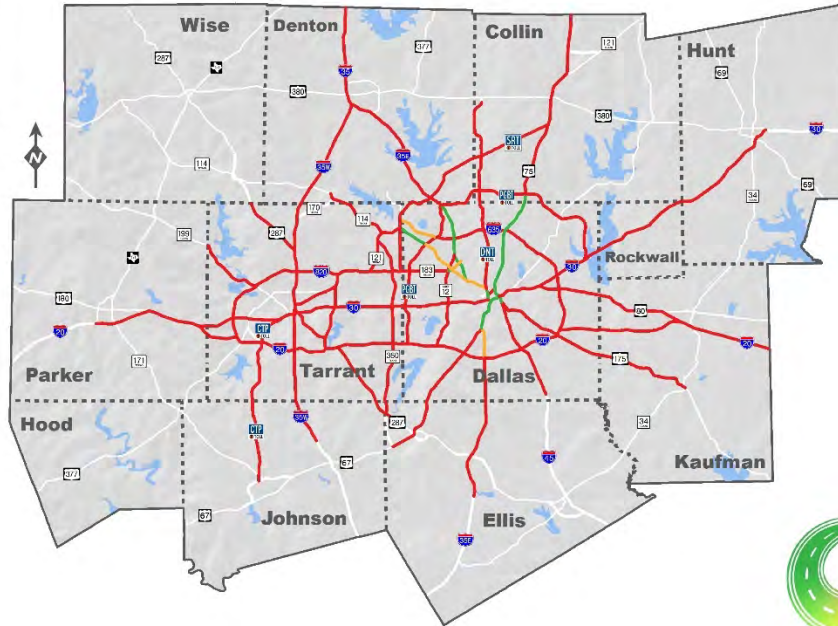 Wise
Denton
Collin
Hunt
287
377
121
69
35
380
380
30
114
35W
35E
SRT
75
PGBT
34
69
170
114
635
199
287
DNT
Rockwall
30
121
183
820
12
PGBT
180
30
80
20
CTP
20
20
20
175
171
360
Parker
Tarrant
Dallas
Hood
35W
287
34
CTP
45
Kaufman
377
67
67
Johnson
Ellis
35E
N